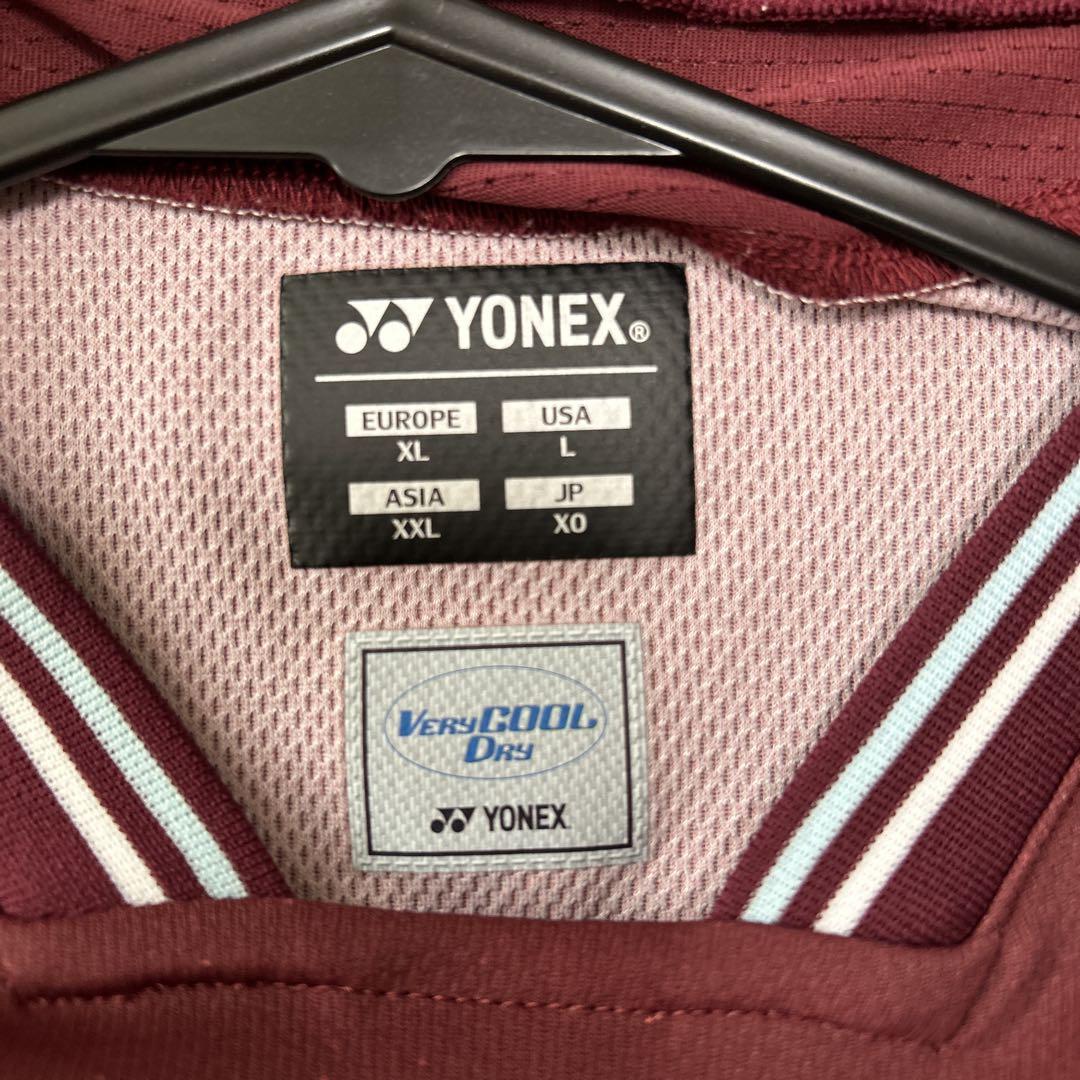 YONEX®
EUROPE USA
XL L
ASIA JP
XXL XO
VERYCOOL
DRY
YONEX